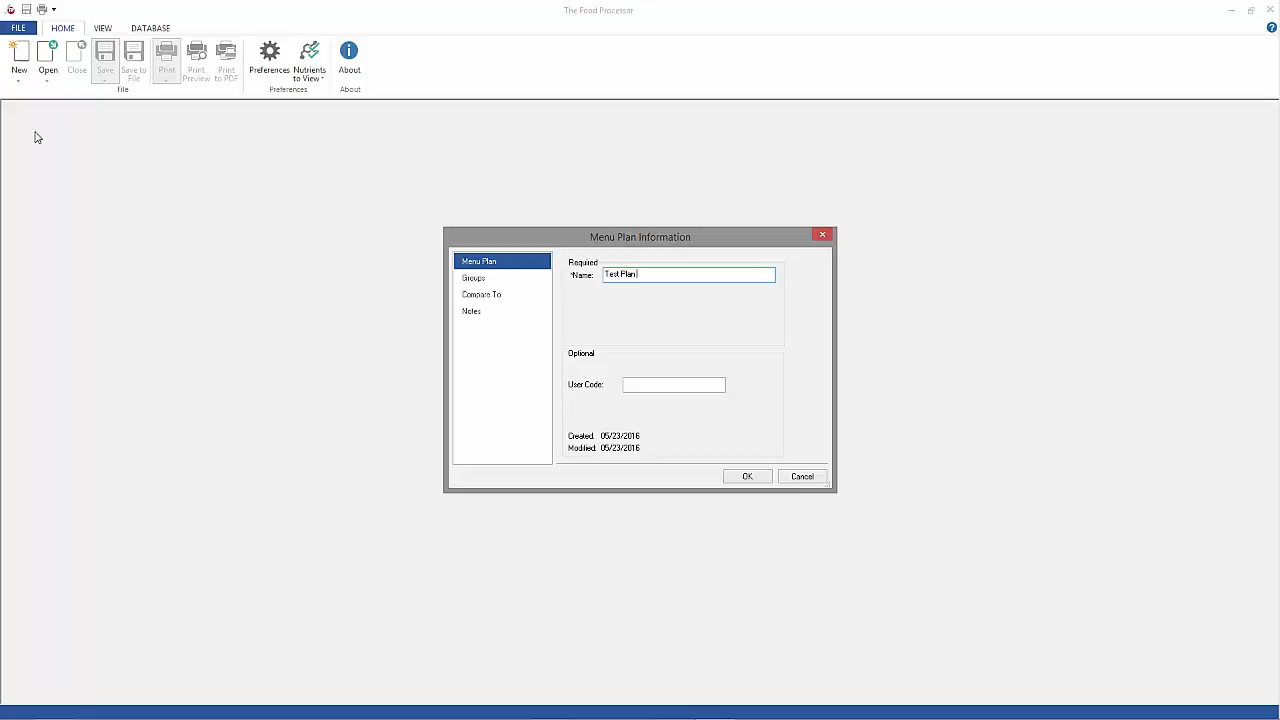 The Food Processor
FILE HOME VIEW DATABASE
New Open Close Save Save to File Print Print Preview Print to PDF Preferences Nutrients to View About
File Preferences About
Menu Plan Information
Menu Plan
Groups
Compare To
Notes
Required
*Name: Test Plan
Optional
User Code:
Created: 05/23/2016
Modified: 05/23/2016
OK Cancel